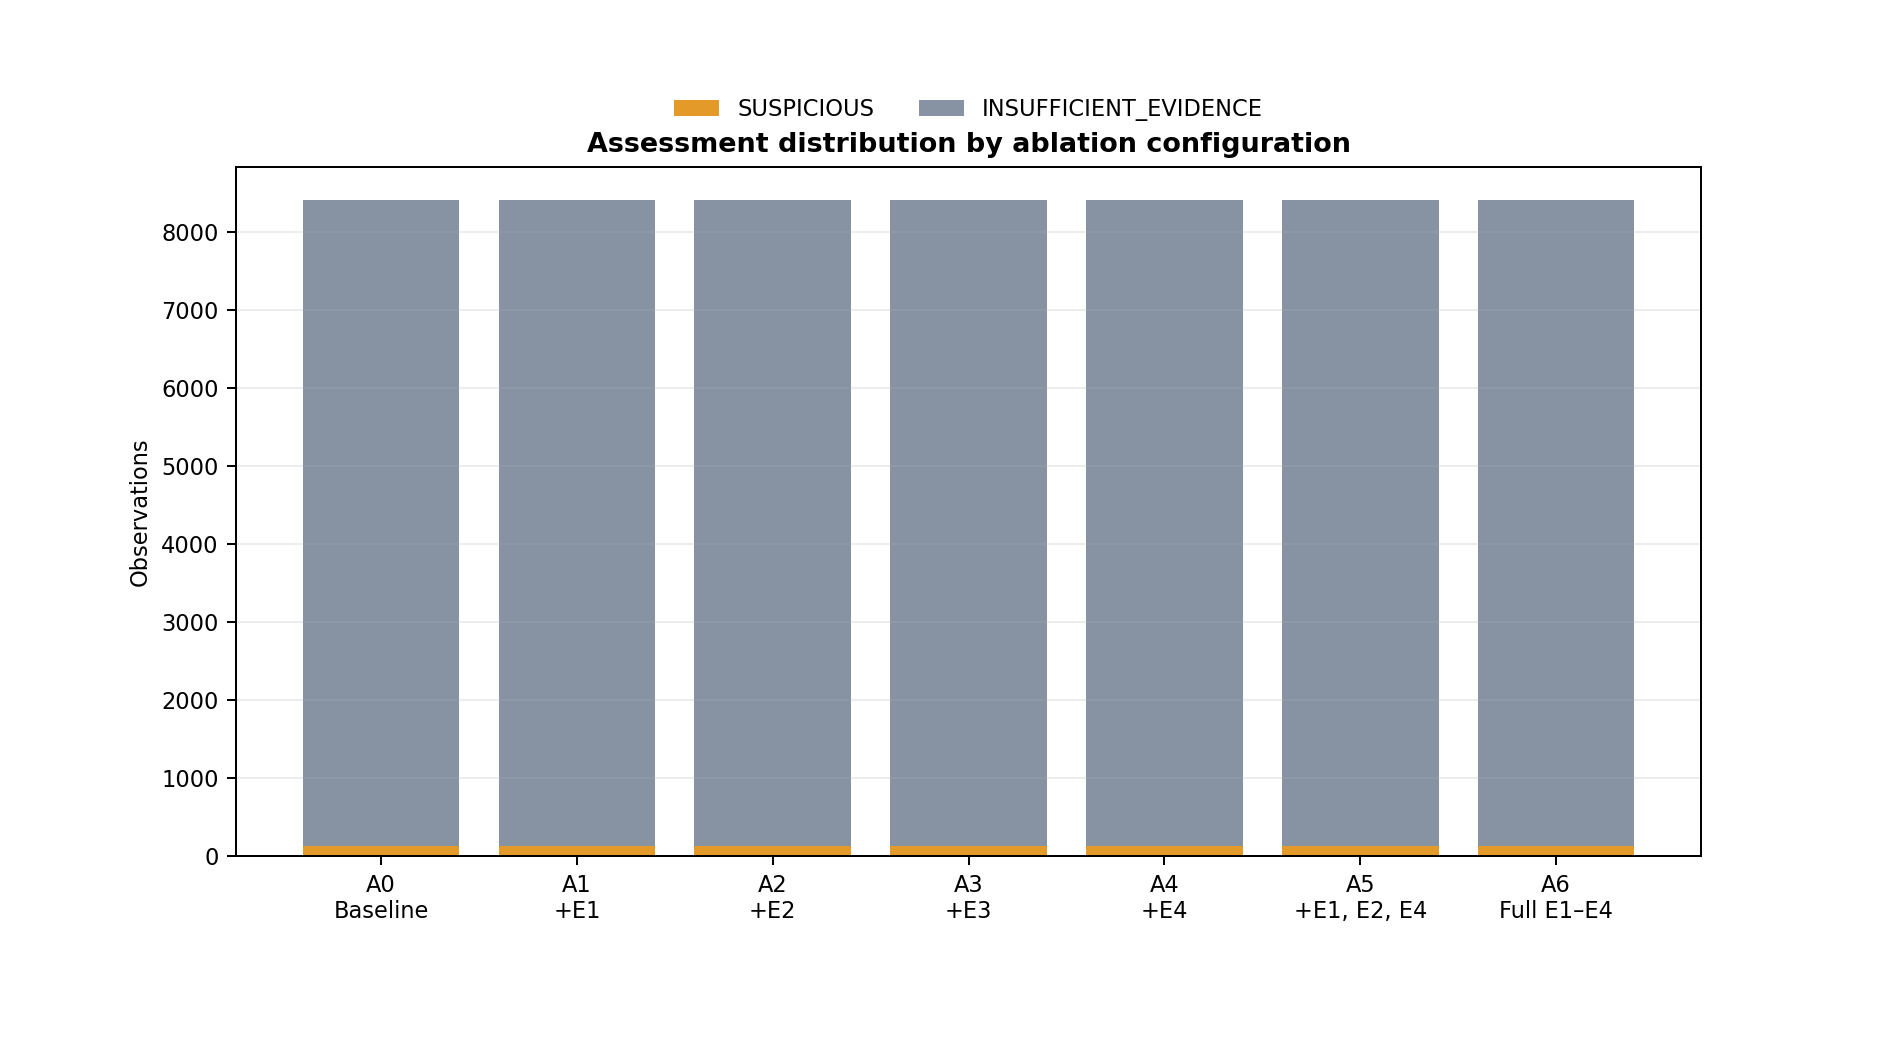 SUSPICIOUS INSUFFICIENT_EVIDENCE
Assessment distribution by ablation configuration
Observations
8000
7000
6000
5000
4000
3000
2000
1000
0
A0 A1 A2 A3 A4 A5 A6
Baseline +E1 +E2 +E3 +E4 +E1, E2, E4 Full E1–E4